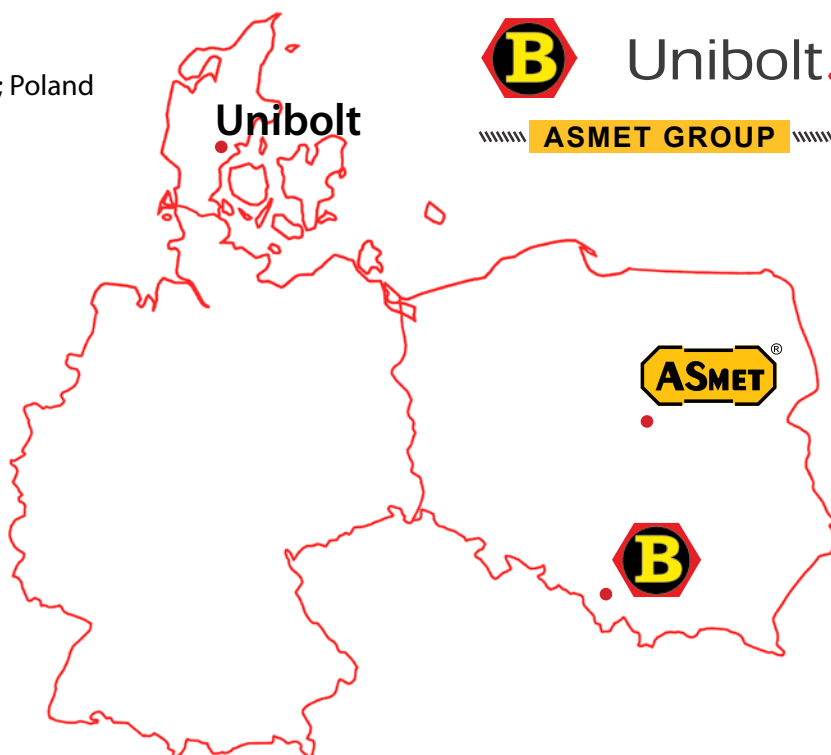 ; Poland
B Unibolt.
ASMET GROUP
Unibolt
ASMET®
B